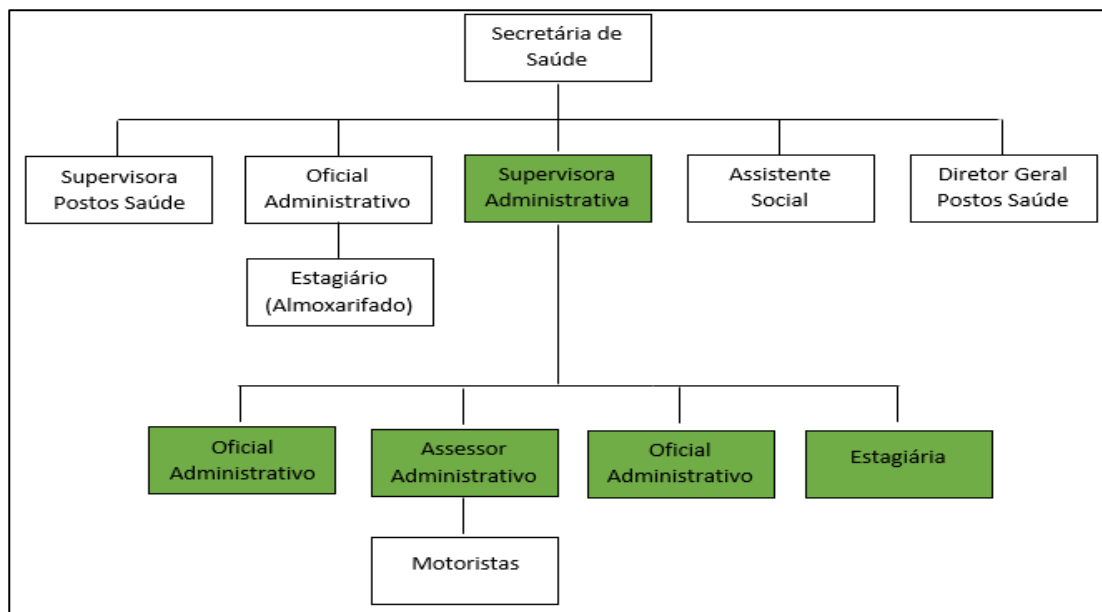 Secretária de
Saúde
Supervisora
Postos Saúde
Oficial
Administrativo
Supervisora
Administrativa
Assistente
Social
Diretor Geral
Postos Saúde
Estagiário
(Almoxarifado)
Oficial
Administrativo
Assessor
Administrativo
Oficial
Administrativo
Estagiária
Motoristas